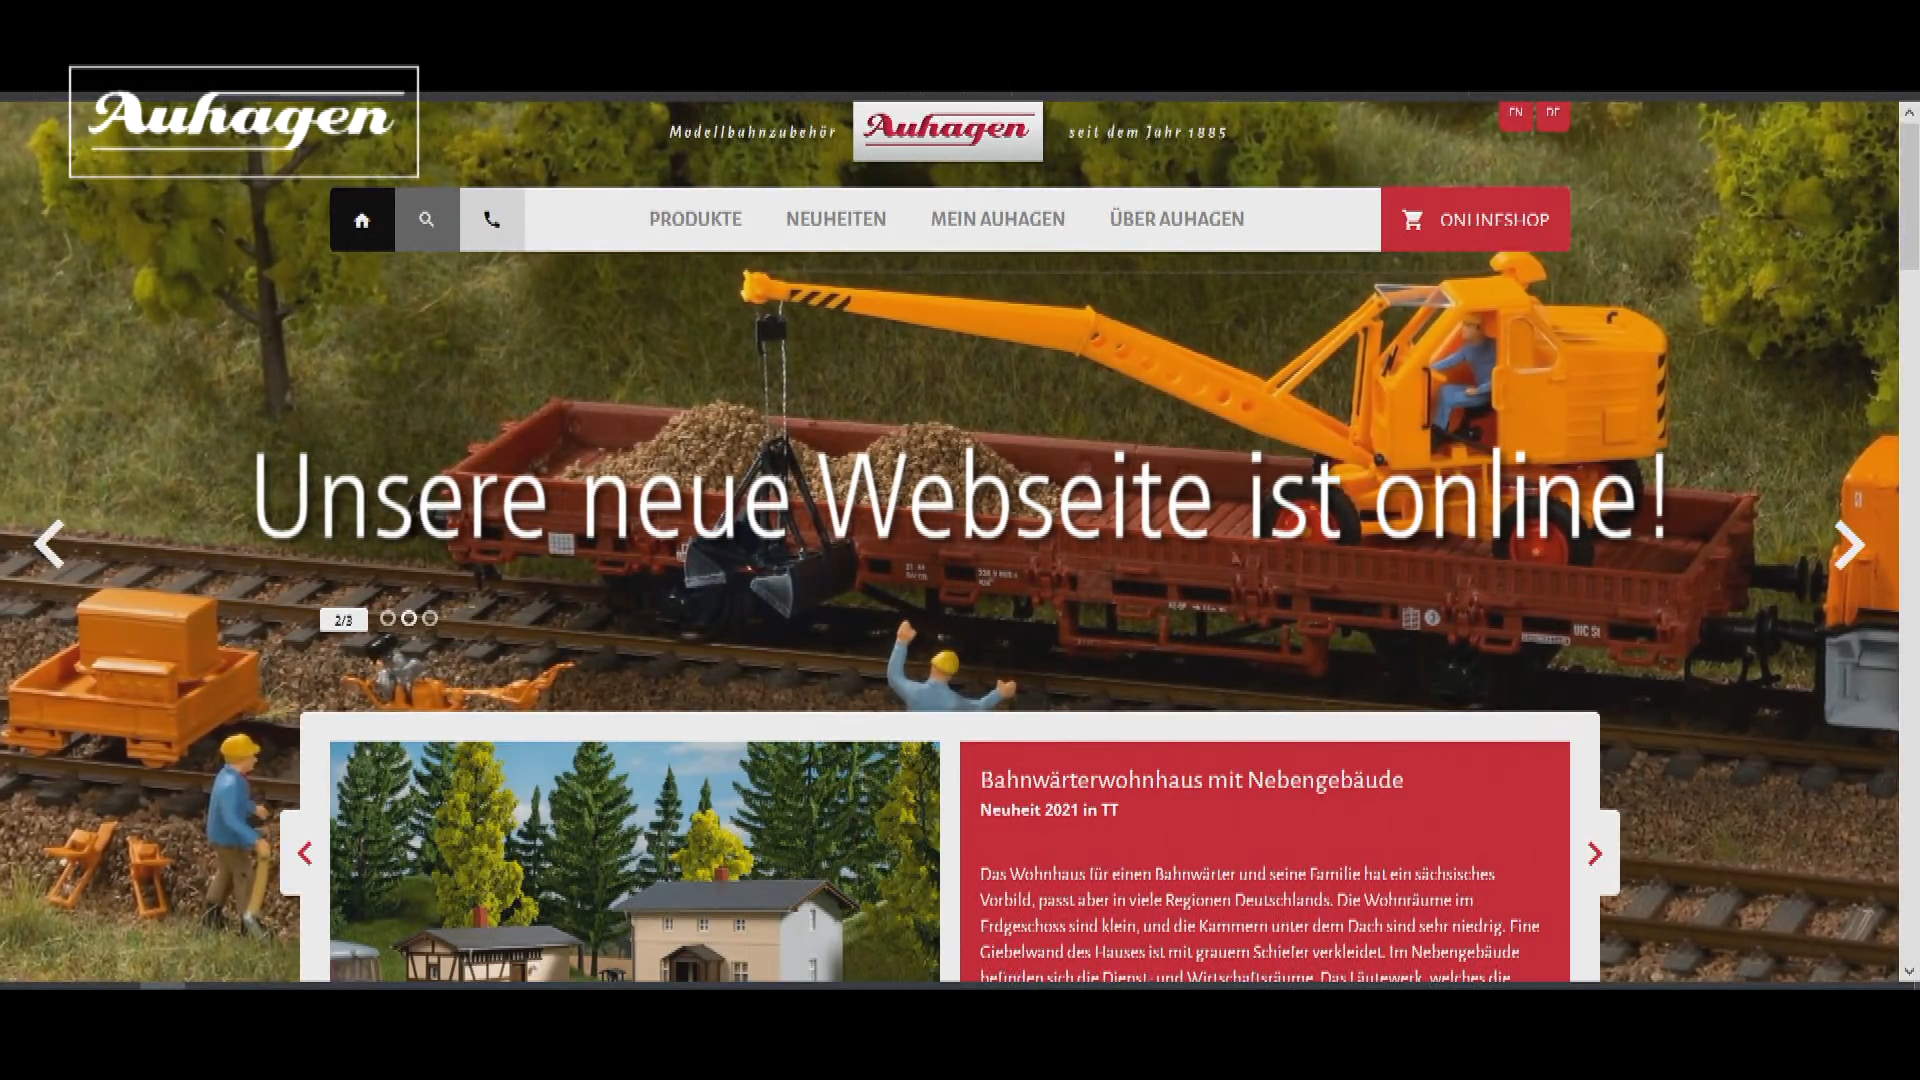 Auhagen
Modellbahnzubehör
Auhagen
seit dem Jahr 1885
EN
DE
PRODUKTE
NEUHEITEN
MEIN AUHAGEN
ÜBER AUHAGEN
ONLINESHOP
Unsere neue Webseite ist online!
2/3
UIC St
Bahnwärterwohnhaus mit Nebengebäude
Neuheit 2021 in TT
Das Wohnhaus für einen Bahnwärter und seine Familie hat ein sächsisches
Vorbild, passt aber in viele Regionen Deutschlands. Die Wohnräume im
Erdgeschoss sind klein, und die Kammern unter dem Dach sind sehr niedrig. Eine
Giebelwand des Hauses ist mit grauem Schiefer verkleidet. Im Nebengebäude
befinden sich die Dienst- und Wirtschaftsräume. Das Läutewerk, welches die